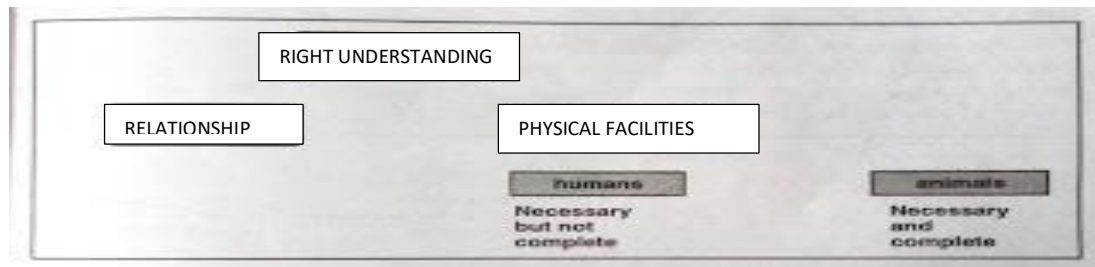 RIGHT UNDERSTANDING
RELATIONSHIP
PHYSICAL FACILITIES
humans
animals
Necessary
but not
complete
Necessary
and
complete